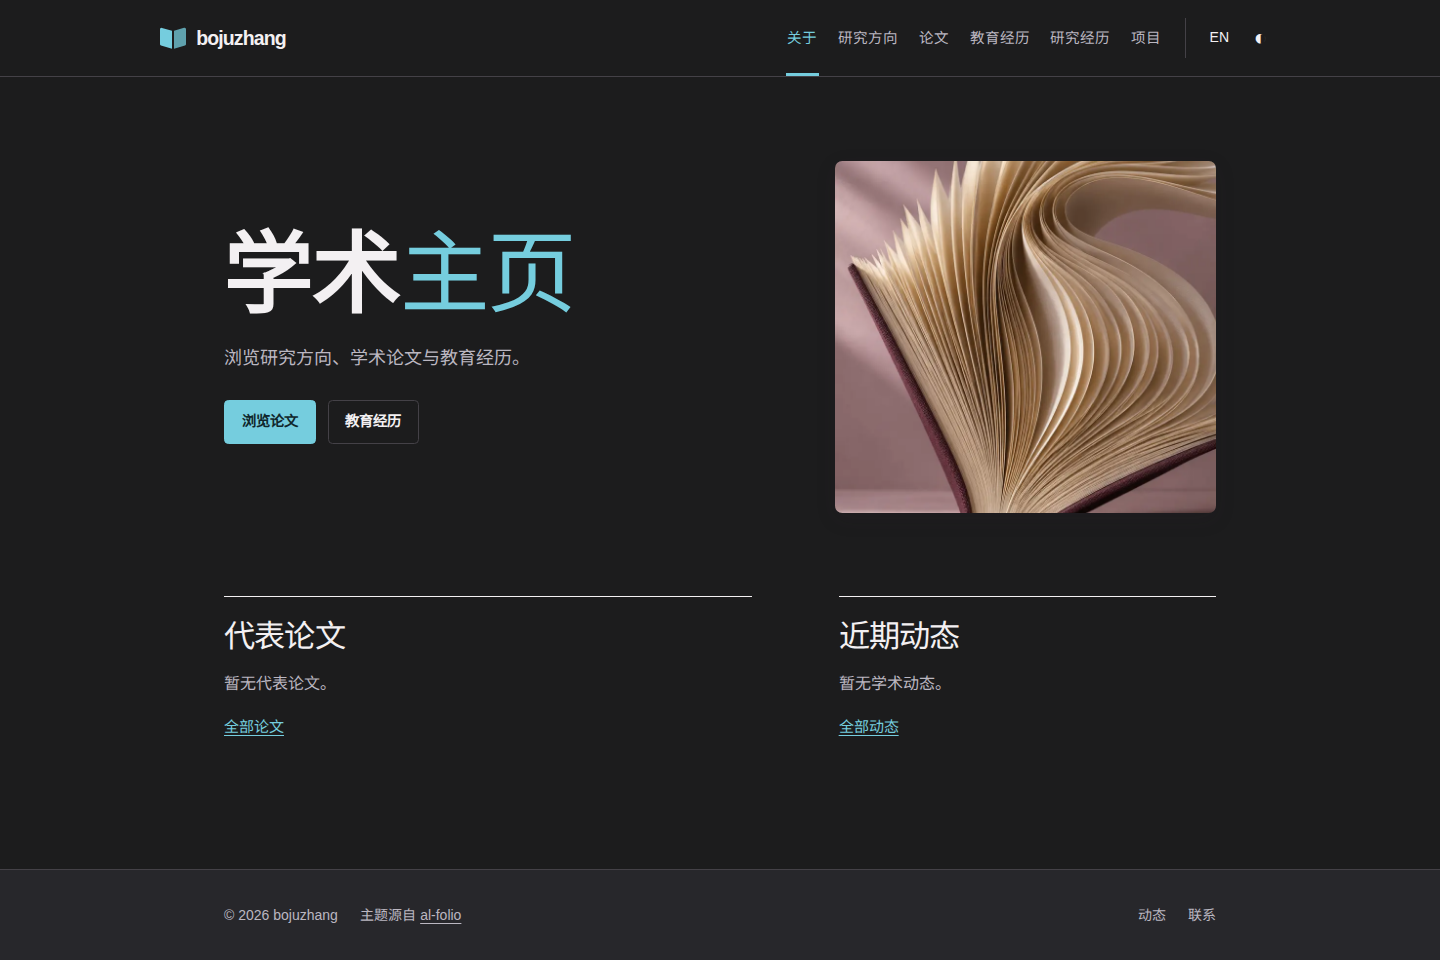 bojuzhang
关于 研究方向 论文 教育经历 研究经历 项目 EN
学术主页
浏览研究方向、学术论文与教育经历。
浏览论文 教育经历
代表论文
暂无代表论文。
全部论文
近期动态
暂无学术动态。
全部动态
© 2026 bojuzhang 主题源自 al-folio
动态 联系